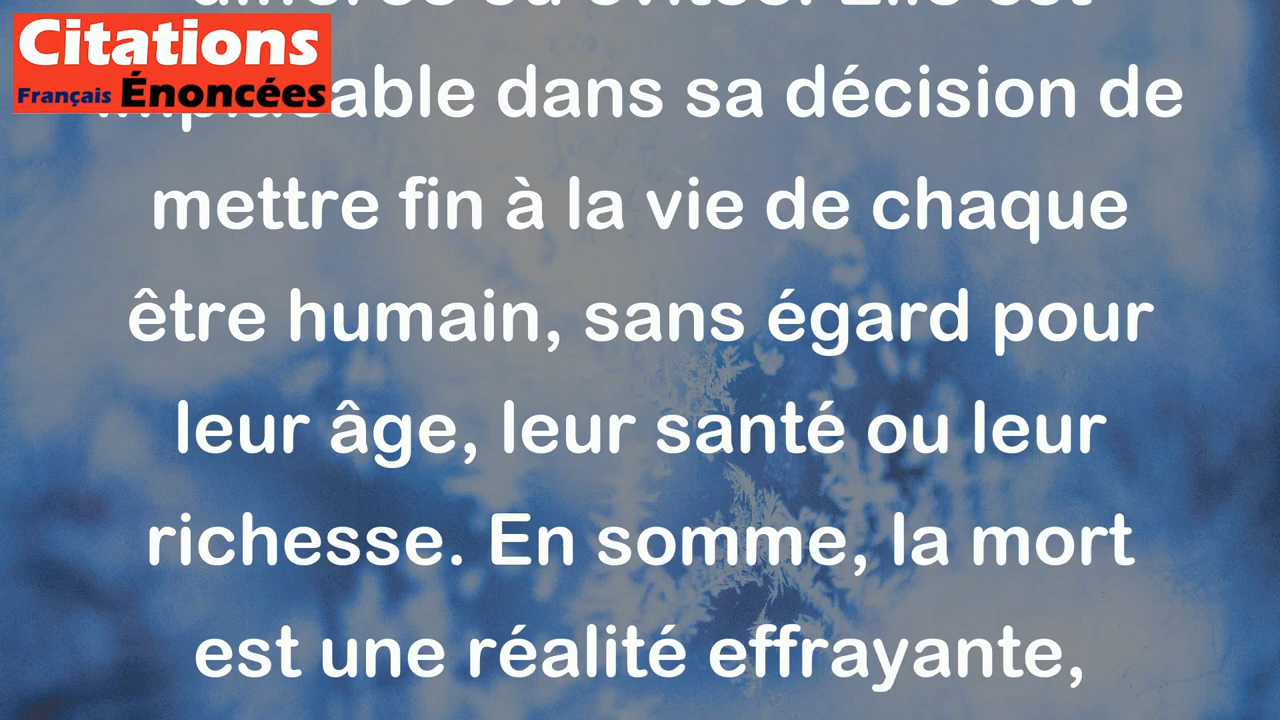 Citations
Français Énoncées
dans sa décision de
mettre fin à la vie de chaque
être humain, sans égard pour
leur âge, leur santé ou leur
richesse. En somme, la mort
est une réalité effrayante,